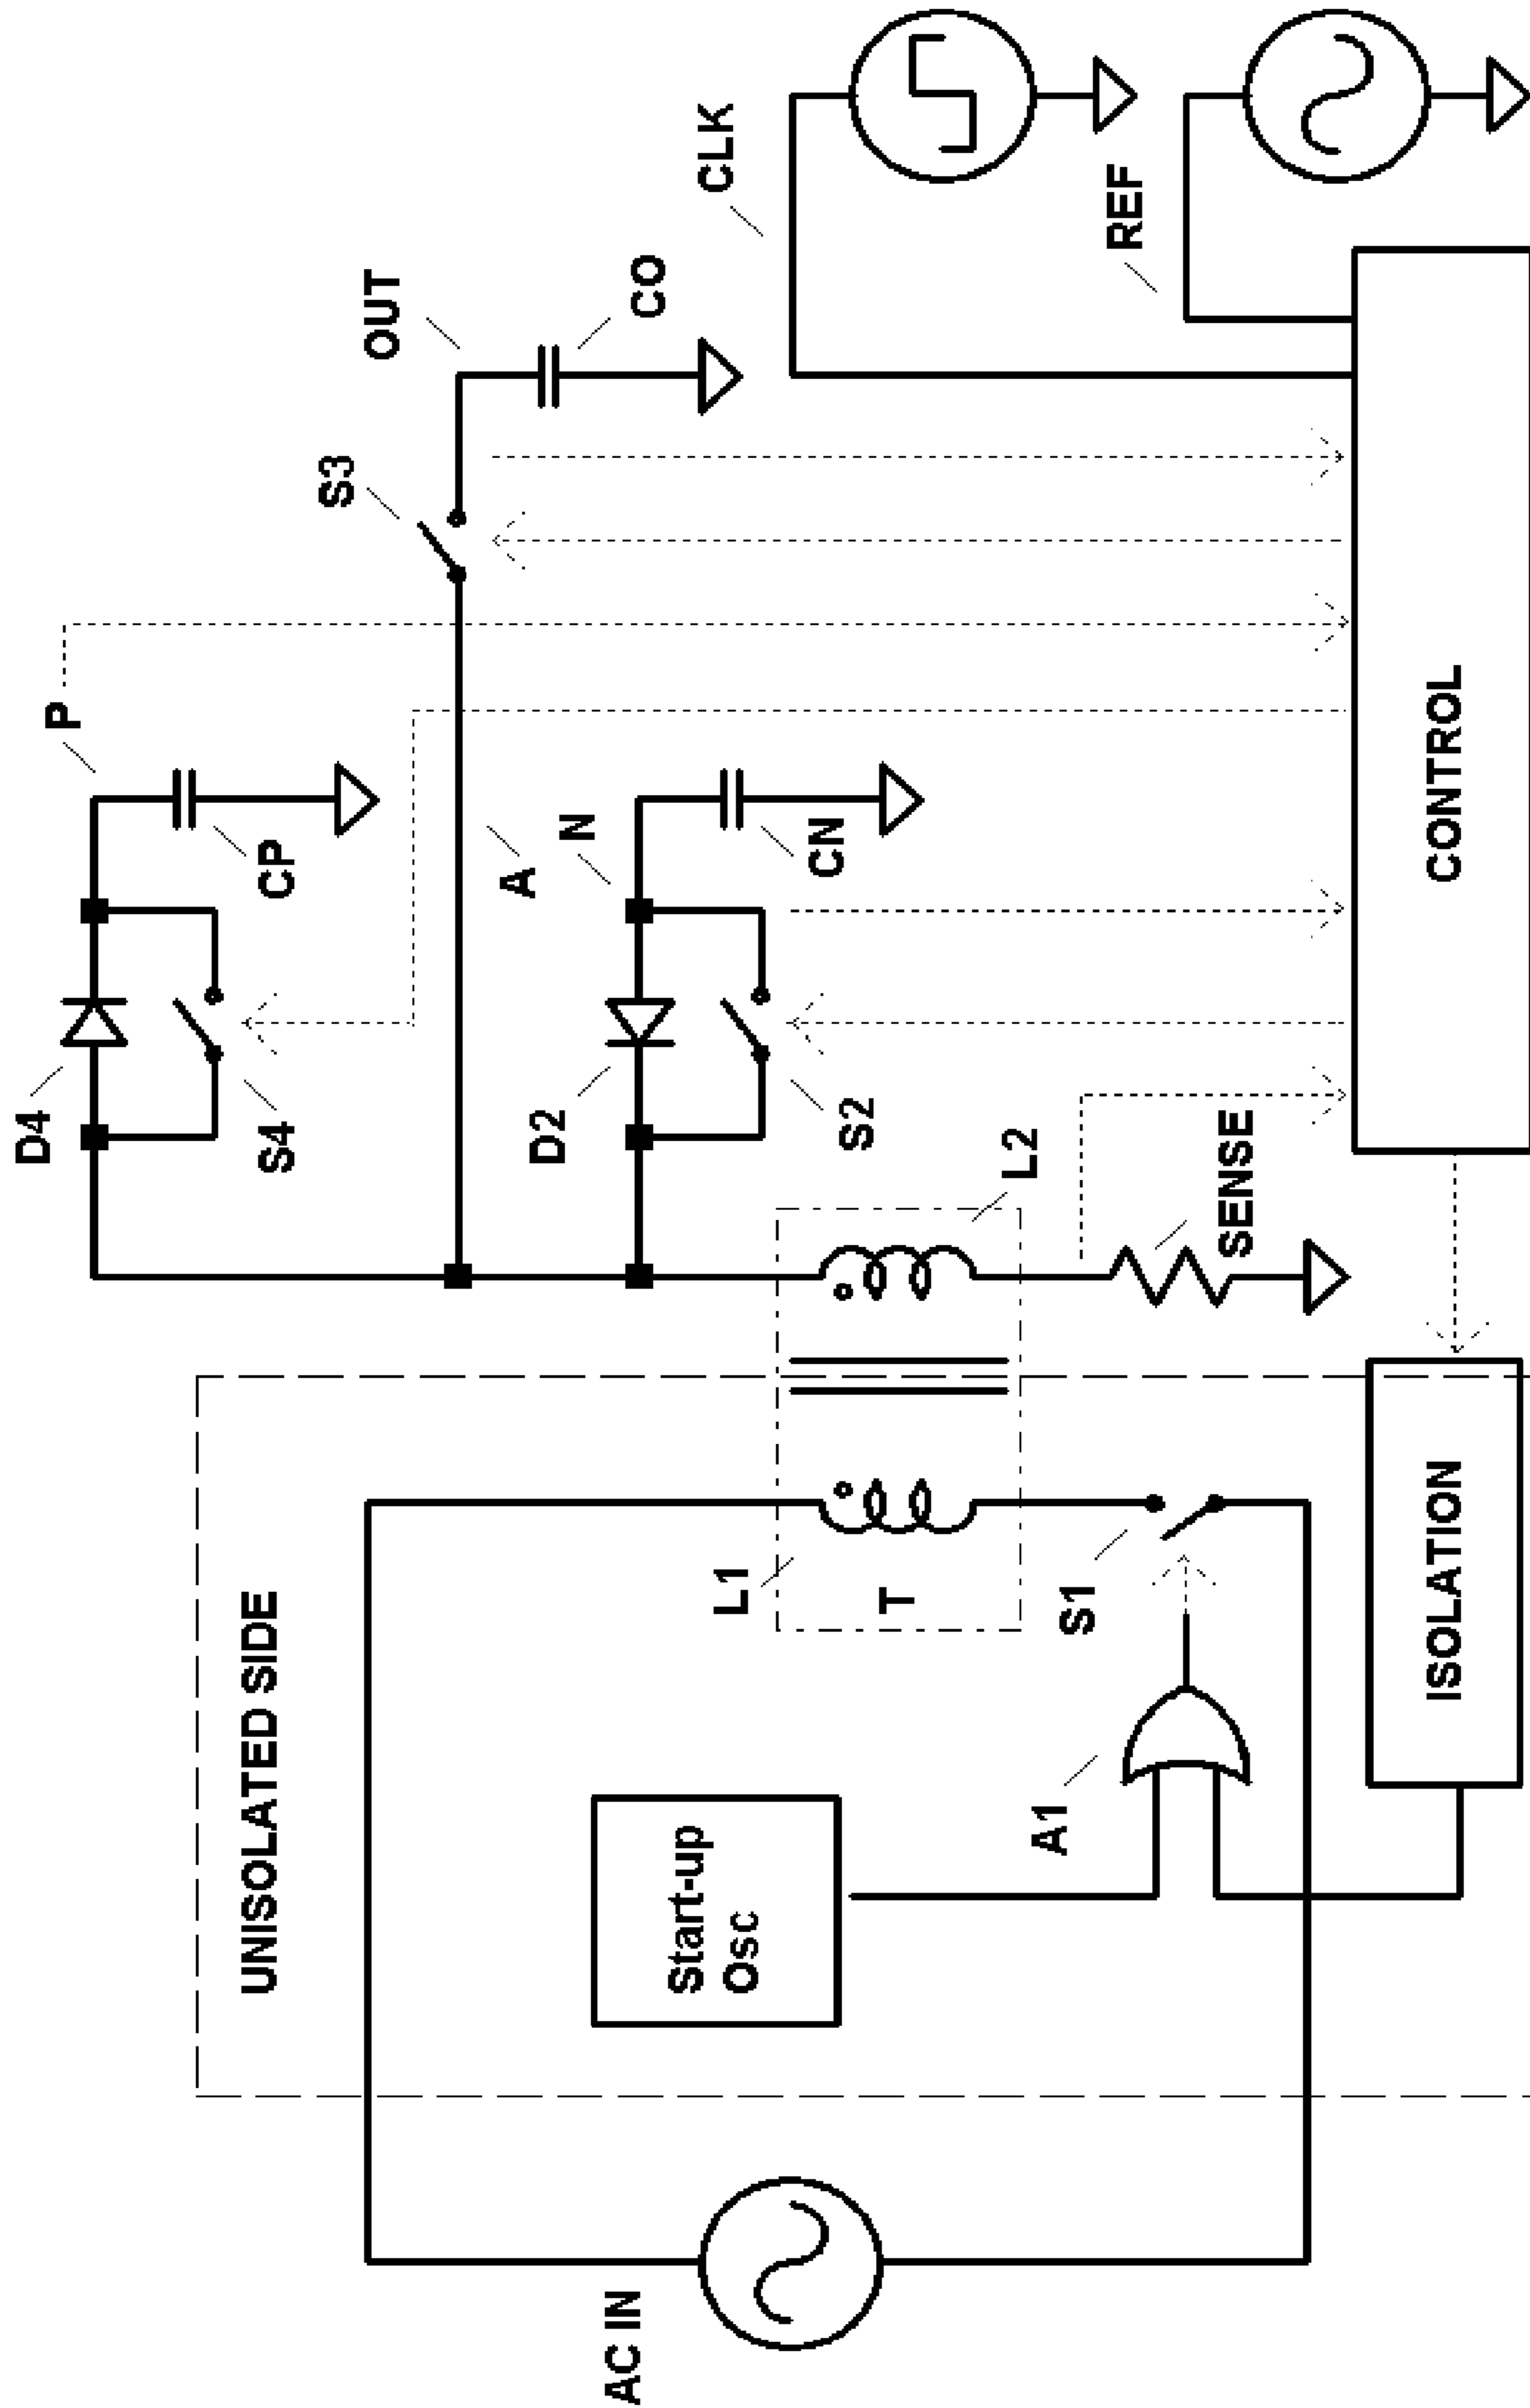 AC IN
UNISOLATED SIDE
Start-up
Osc
A1
L1
T
S1
ISOLATION
D4
S4
P
CP
A
N
CN
D2
S2
L2
SENSE
S3
OUT
CO
CLK
REF
CONTROL